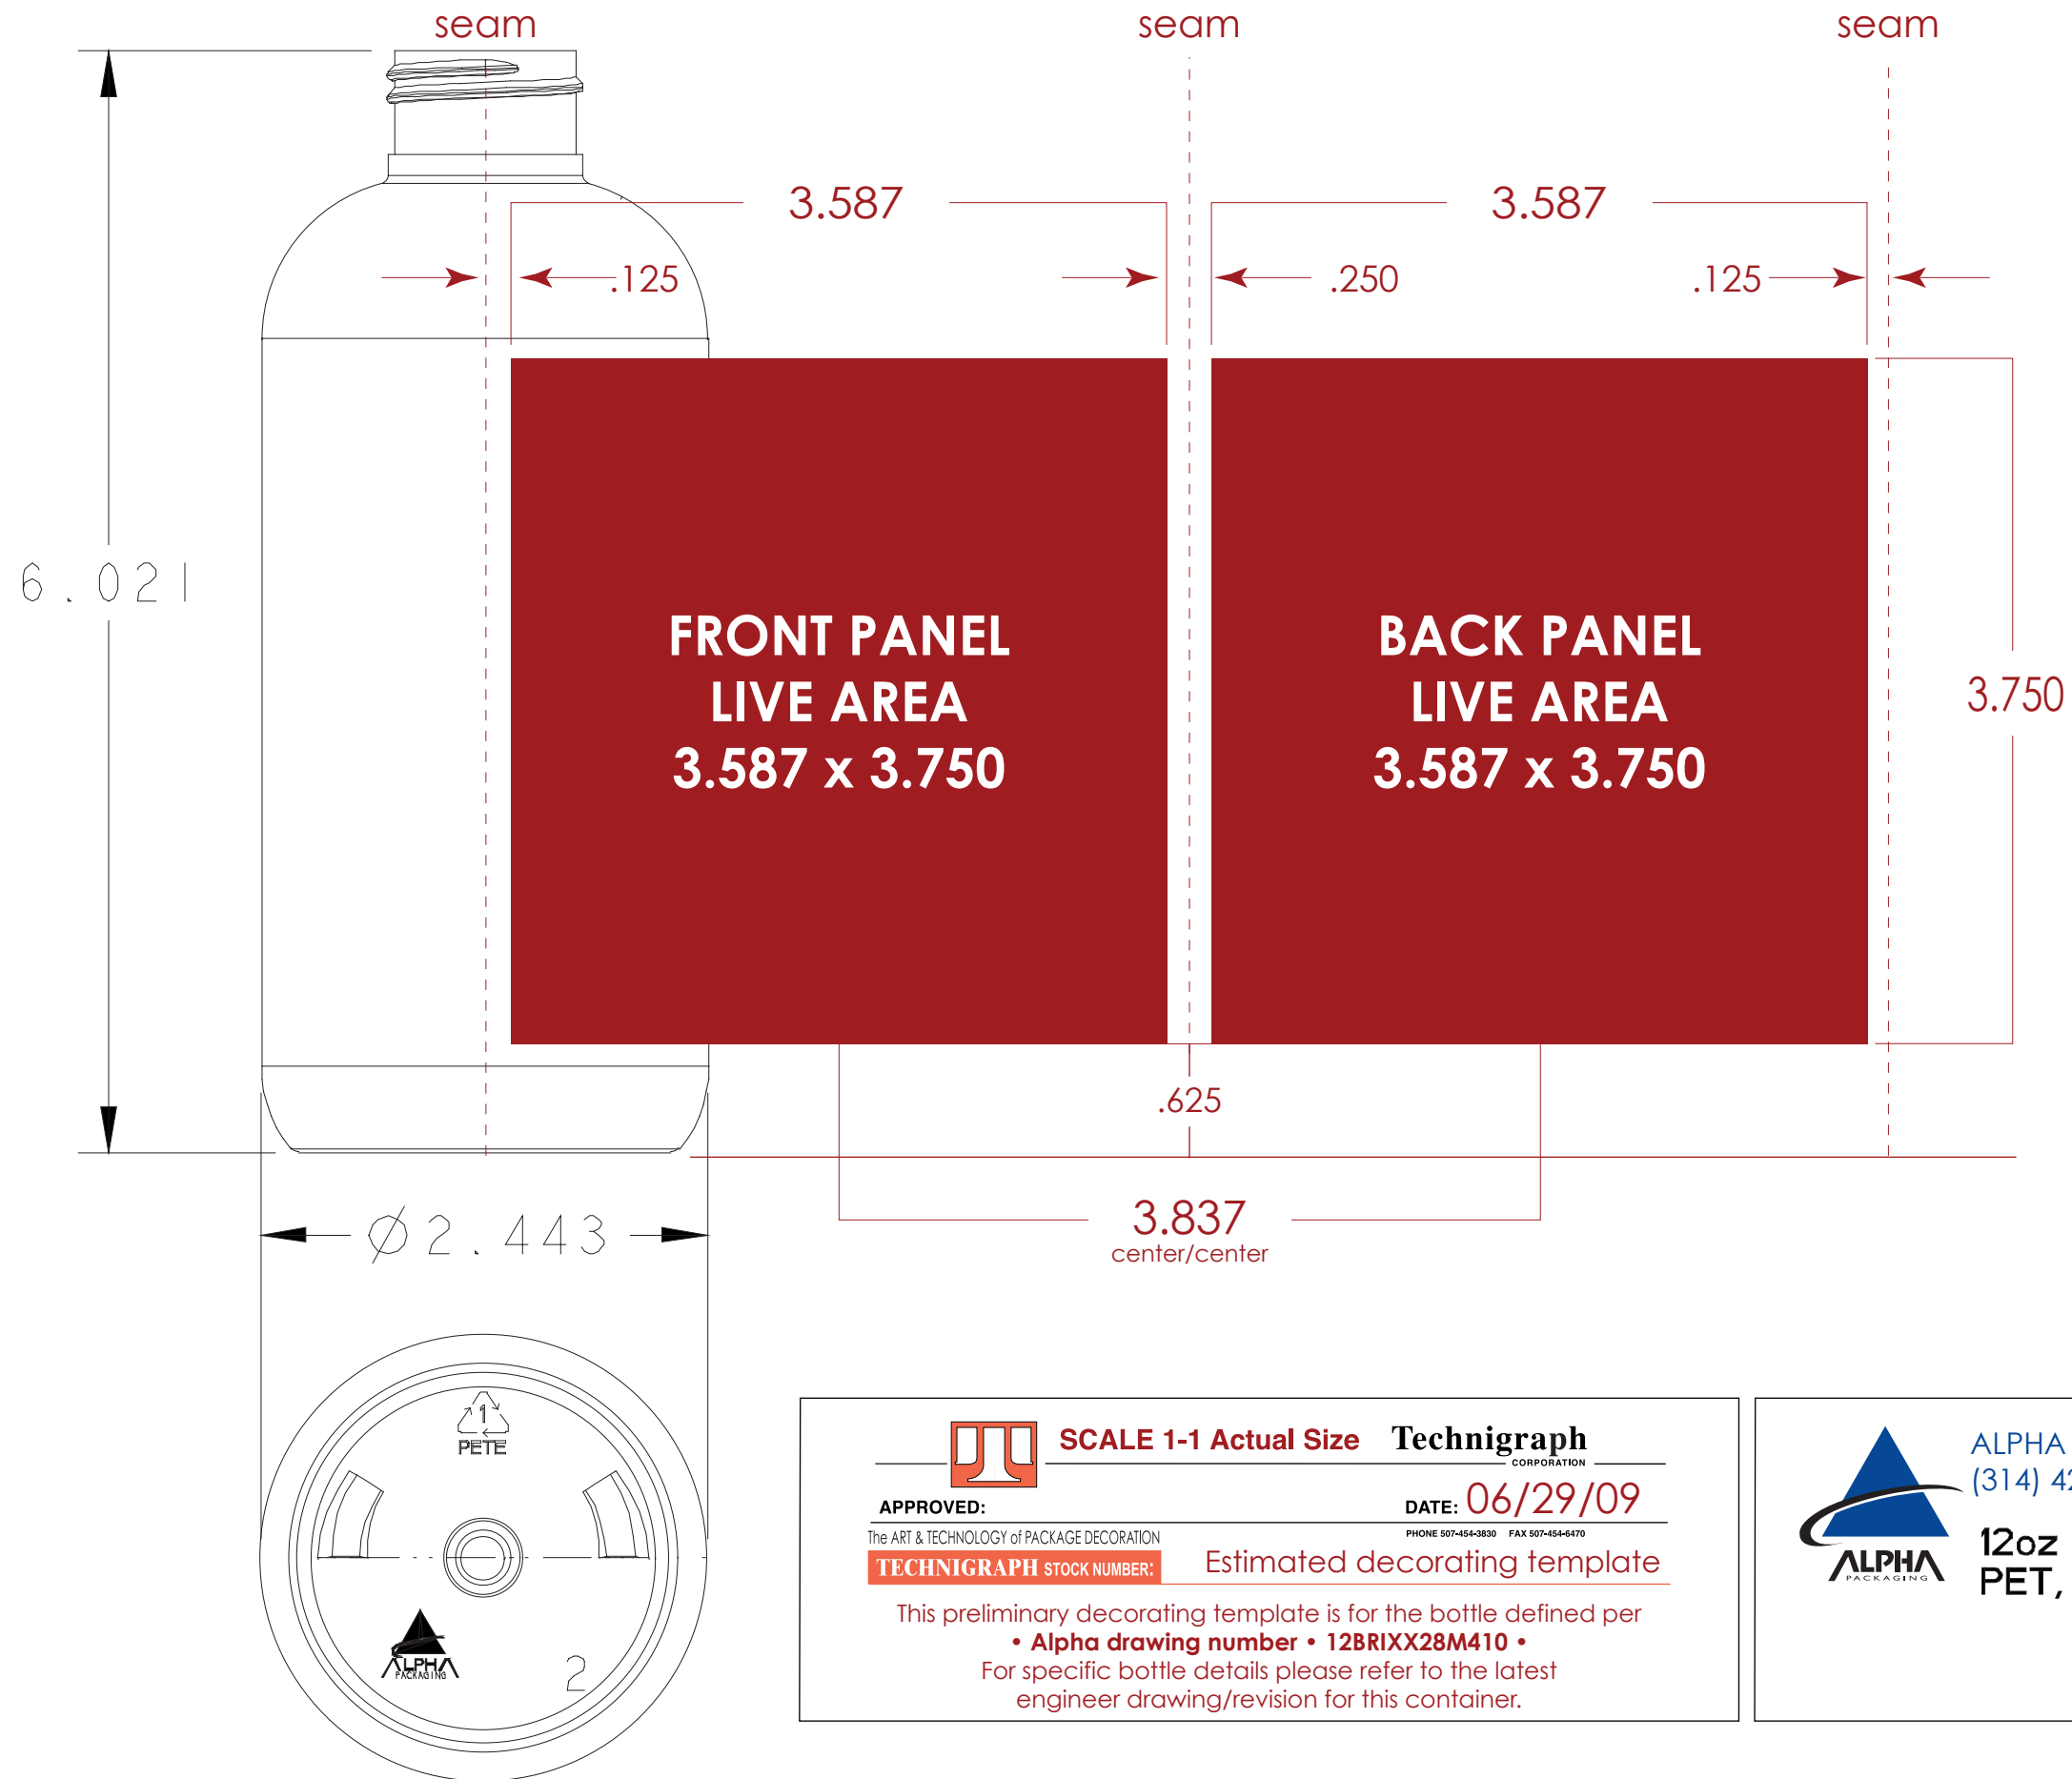 seam
seam
seam
3.587
3.587
.125
.250
.125
6.021
FRONT PANEL
LIVE AREA
3.587 x 3.750
BACK PANEL
LIVE AREA
3.587 x 3.750
3.750
.625
3.837
center/center
Ø2.443
1
PETE
ALPHA
PACKAGING
2
SCALE 1-1 Actual Size
Technigraph
CORPORATION
APPROVED:
DATE: 06/29/09
The ART & TECHNOLOGY of PACKAGE DECORATION
PHONE 507-454-3830 FAX 507-454-6470
TECHNIGRAPH STOCK NUMBER:
Estimated decorating template
This preliminary decorating template is for the bottle defined per
• Alpha drawing number • 12BRIXX28M410 •
For specific bottle details please refer to the latest
engineer drawing/revision for this container.
ALPHA
PACKAGING
ALPHA
(314) 42
12oz
PET,